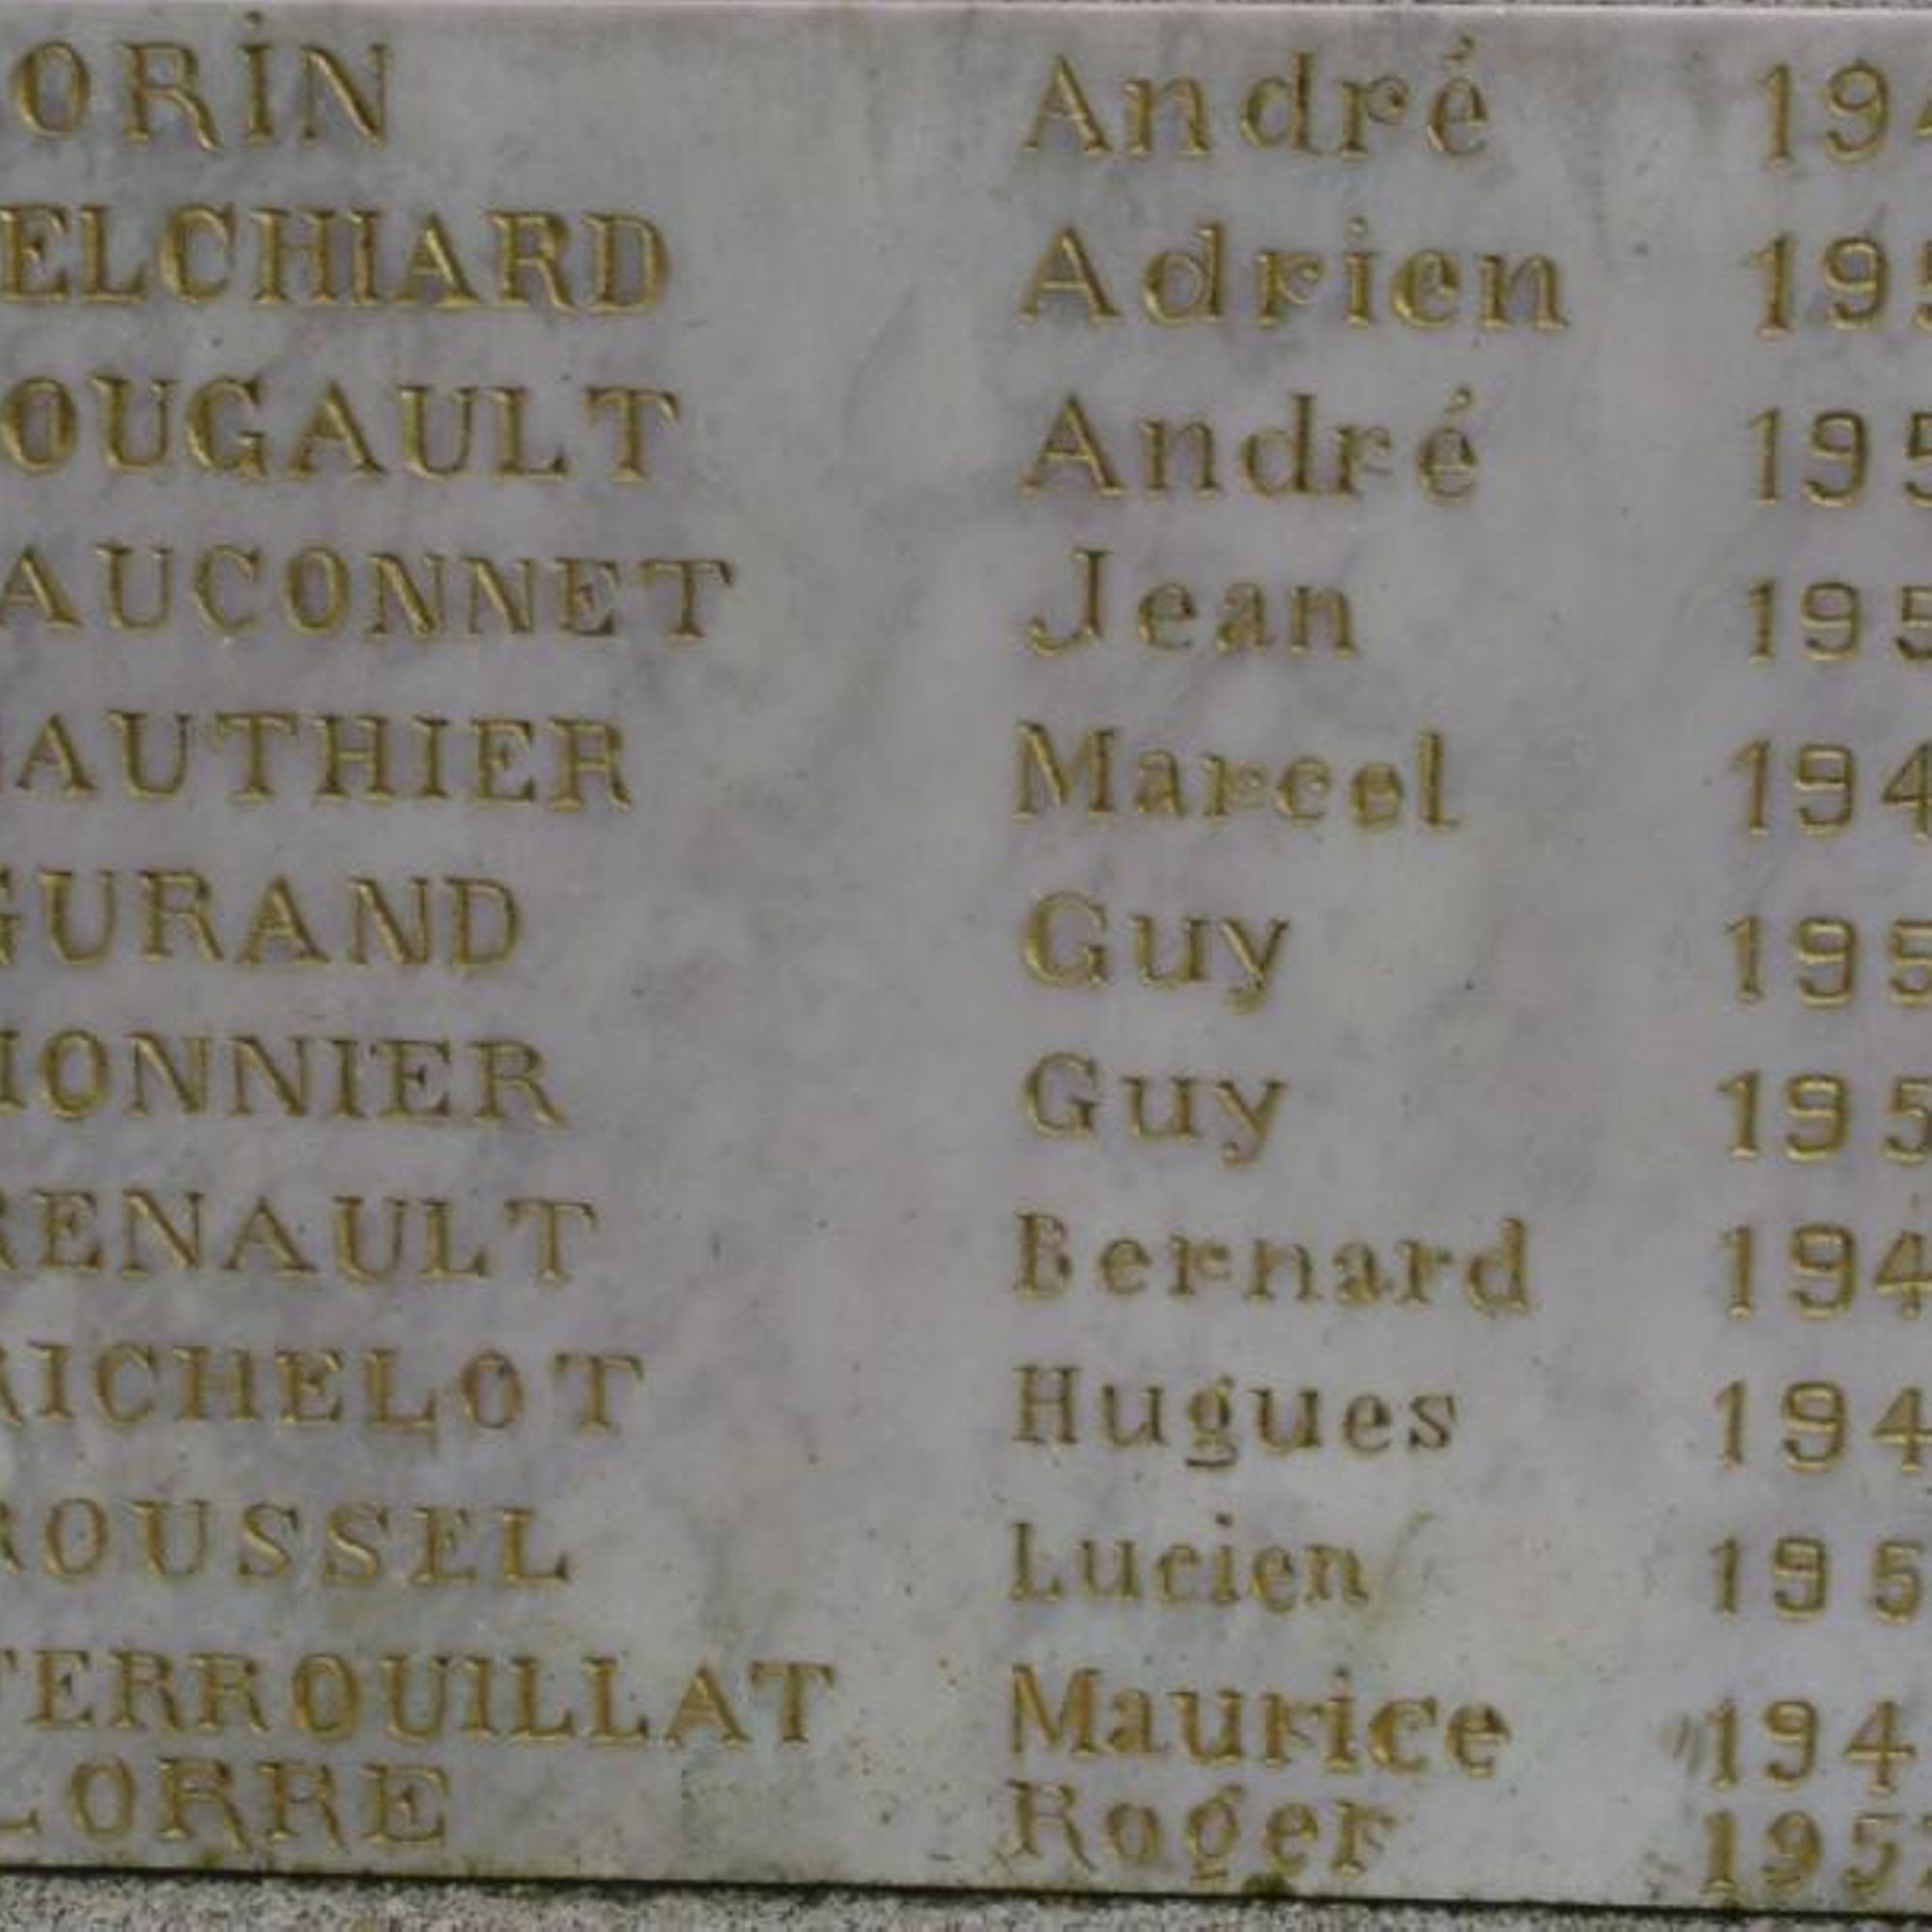 ORIN André 194
ELCHIARD Adrien 195
OUGAULT André 195
AUCONNET Jean 195
AUTHIER Marcel 194
GURAND Guy 195
IONNIER Guy 195
RENAULT Bernard 194
RICHELOT Hugues 194
ROUSSEL Lucien 195
TERROUILLAT Maurice 194
LORRE Roger 195